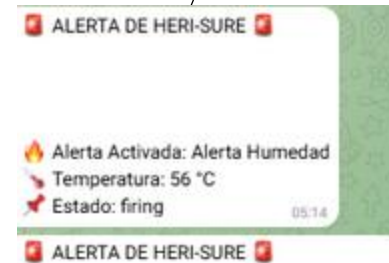 🚨 ALERTA DE HERI-SURE 🚨
🔥 Alerta Activada: Alerta Humedad
🌡️ Temperatura: 56 °C
📌 Estado: firing
05:14
🚨 ALERTA DE HERI-SURE 🚨